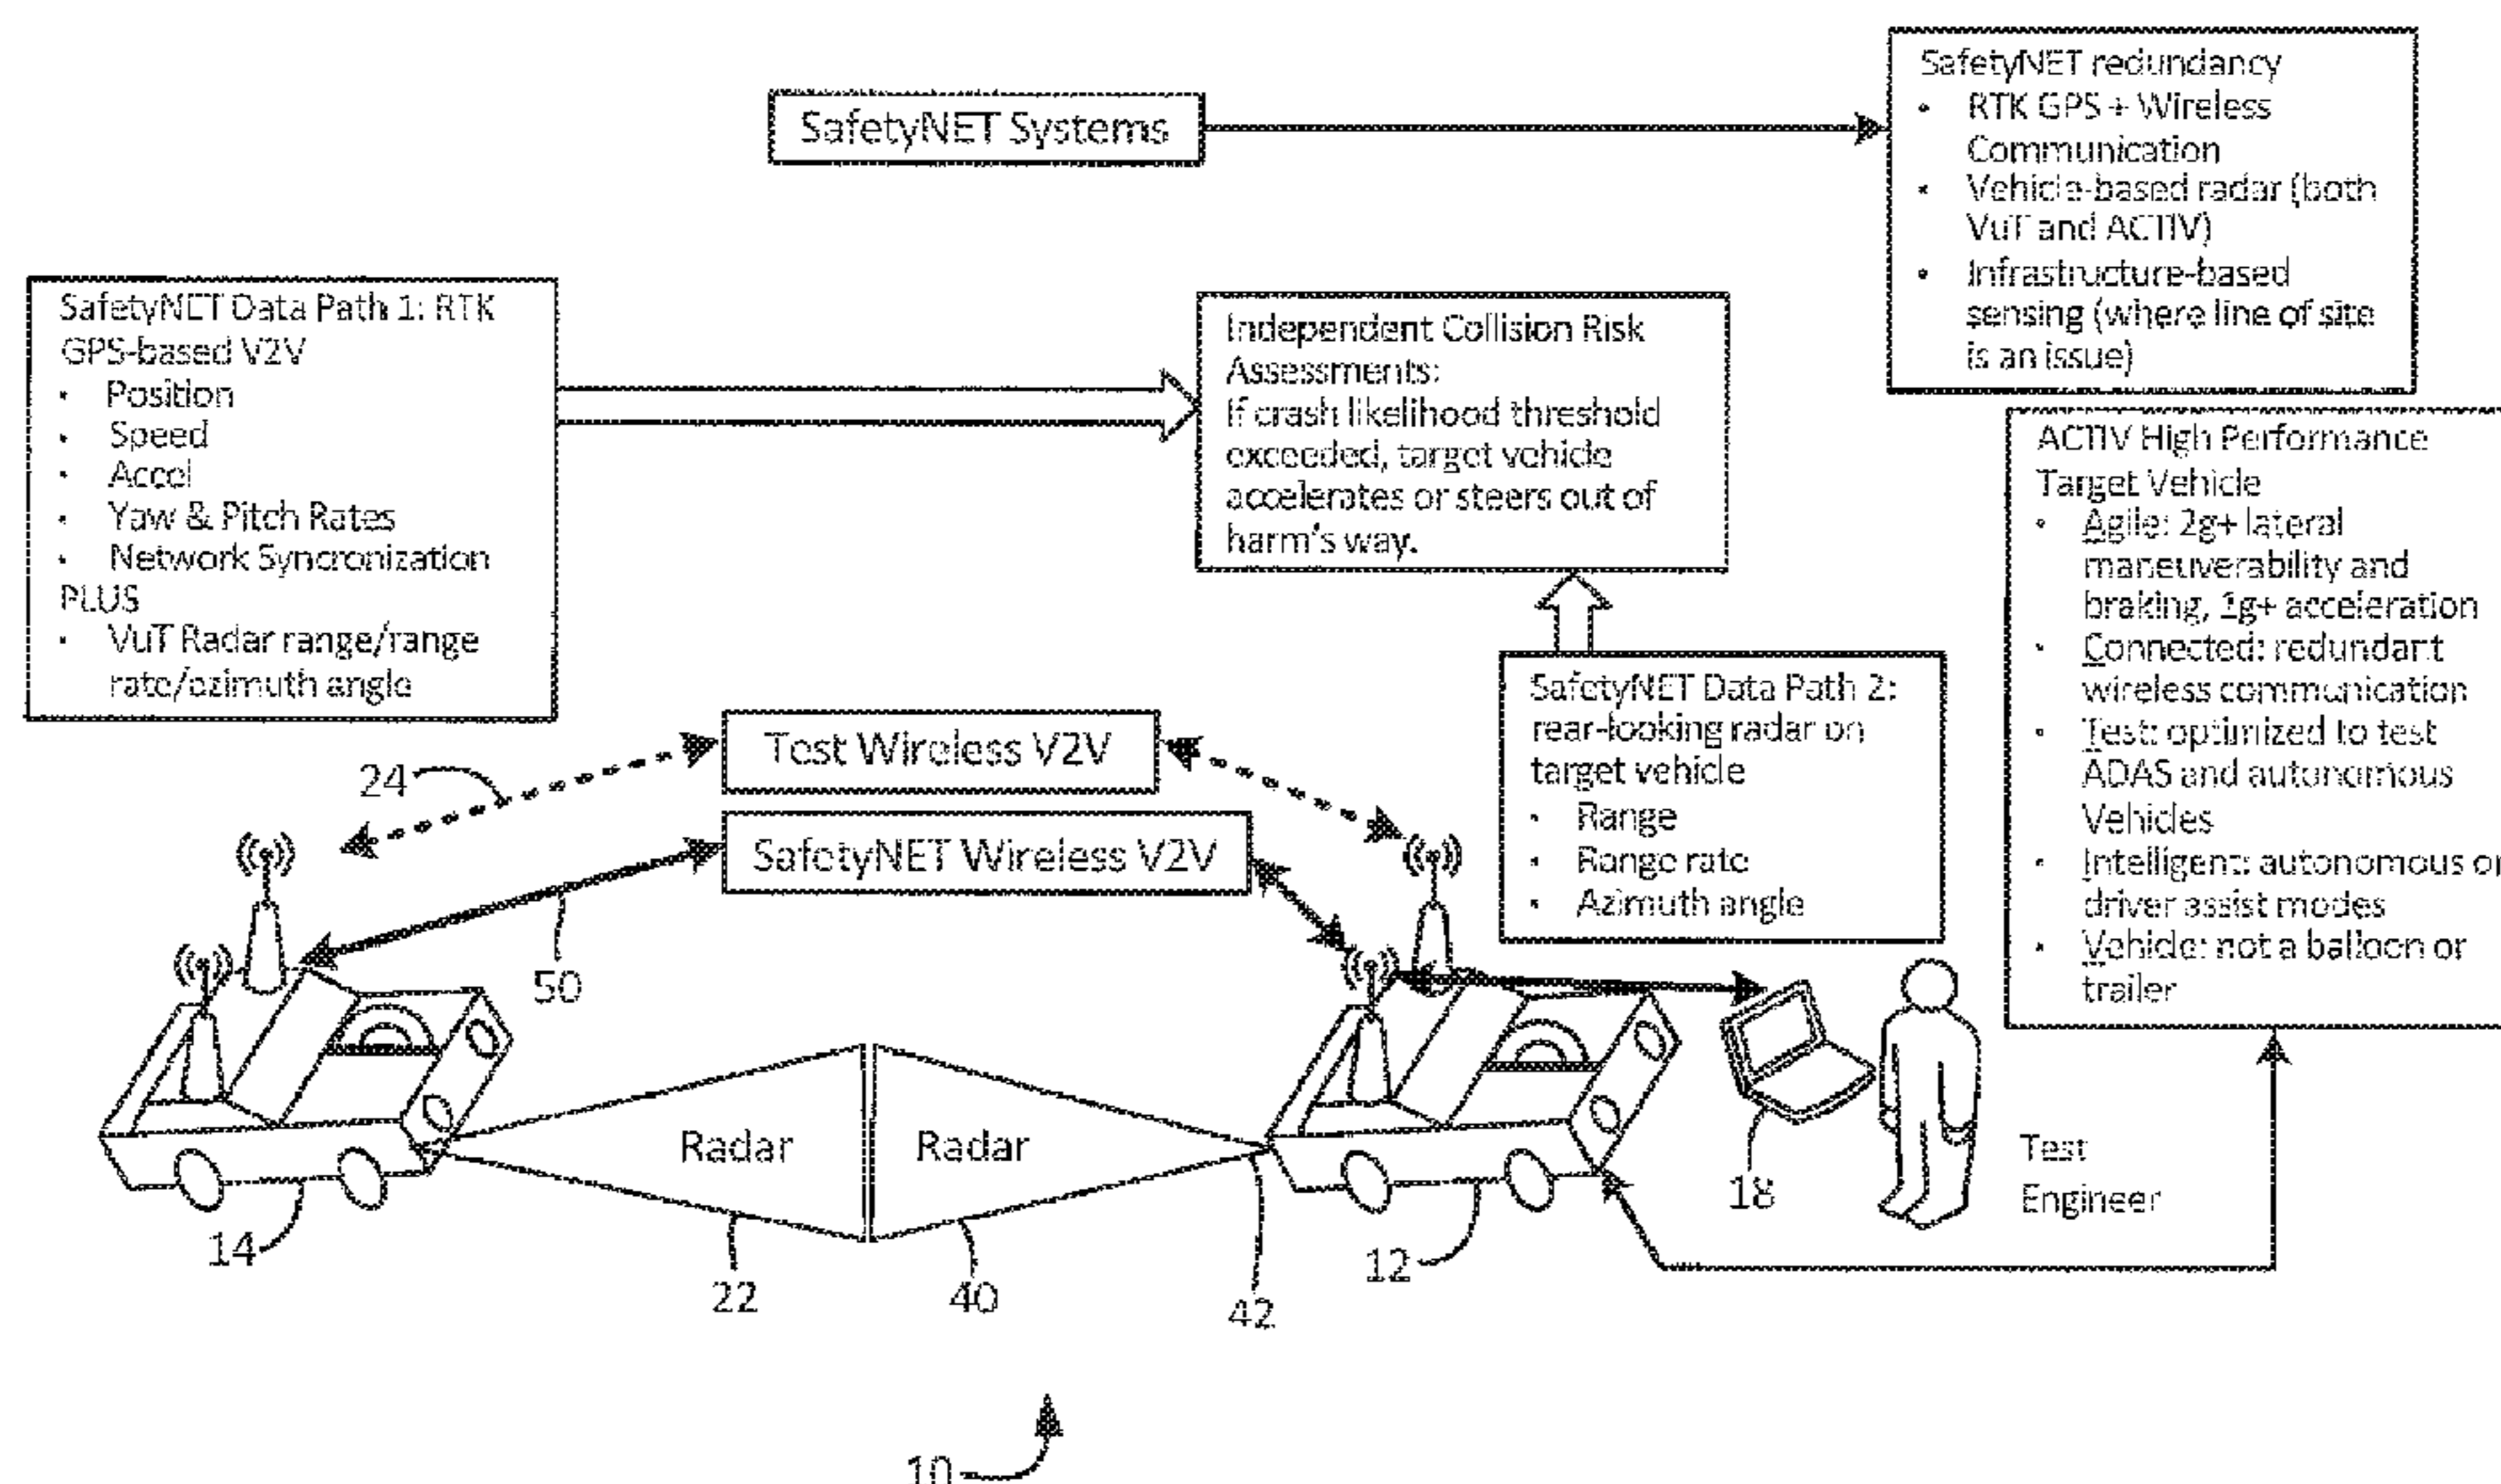 SafetyNET Systems
SafetyNET redundancy
• RTK GPS + Wireless
Communication
• Vehicle-based radar (both
VuT and ACTIV)
• Infrastructure-based
sensing (where line of site
is an issue)
SafetyNET Data Path 1: RTK
GPS-based V2V
• Position
• Speed
• Accel
• Yaw & Pitch Rates
• Network Syncronization
PLUS
• VuT Radar range/range
rate/azimuth angle
Independent Collision Risk
Assessments:
If crash likelihood threshold
exceeded, target vehicle
accelerates or steers out of
harm's way.
ACTIV High Performance
Target Vehicle
• Agile: 2g+ lateral
maneuverability and
braking, 1g+ acceleration
• Connected: redundant
wireless communication
• Test: optimized to test
ADAS and autonomous
Vehicles
• Intelligent: autonomous or
driver assist modes
• Vehicle: not a balloon or
trailer
SafetyNET Data Path 2:
rear-looking radar on
target vehicle
• Range
• Range rate
• Azimuth angle
Test Wireless V2V
24
SafetyNET Wireless V2V
50
Radar
Radar
Test
Engineer
18
14
22
40
42
12
10